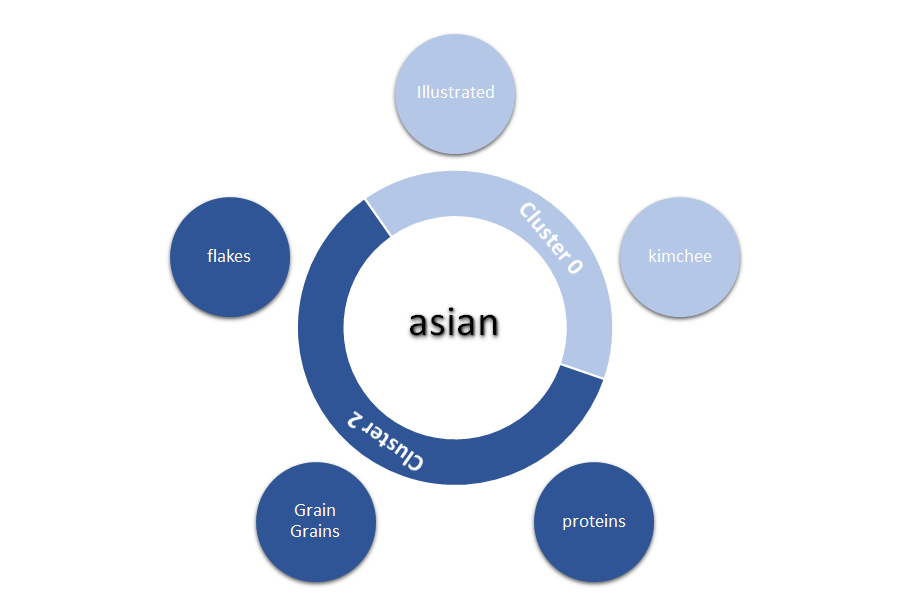 Illustrated
Cluster 0
flakes
kimchee
asian
Cluster 2
Grain
Grains
proteins